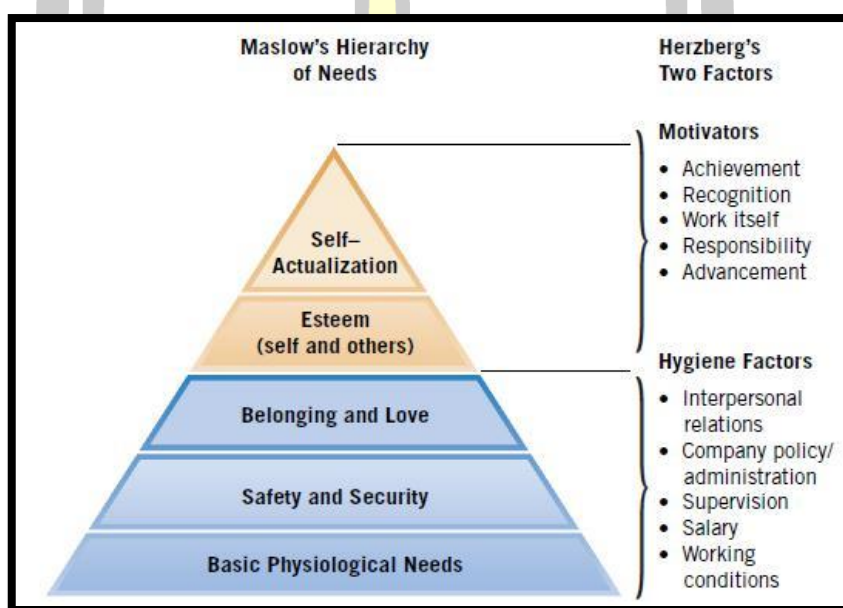 Maslow's Hierarchy
of Needs
Self–
Actualization
Esteem
(self and others)
Belonging and Love
Safety and Security
Basic Physiological Needs
Herzberg's
Two Factors
Motivators
• Achievement
• Recognition
• Work itself
• Responsibility
• Advancement
Hygiene Factors
• Interpersonal
relations
• Company policy/
administration
• Supervision
• Salary
• Working
conditions